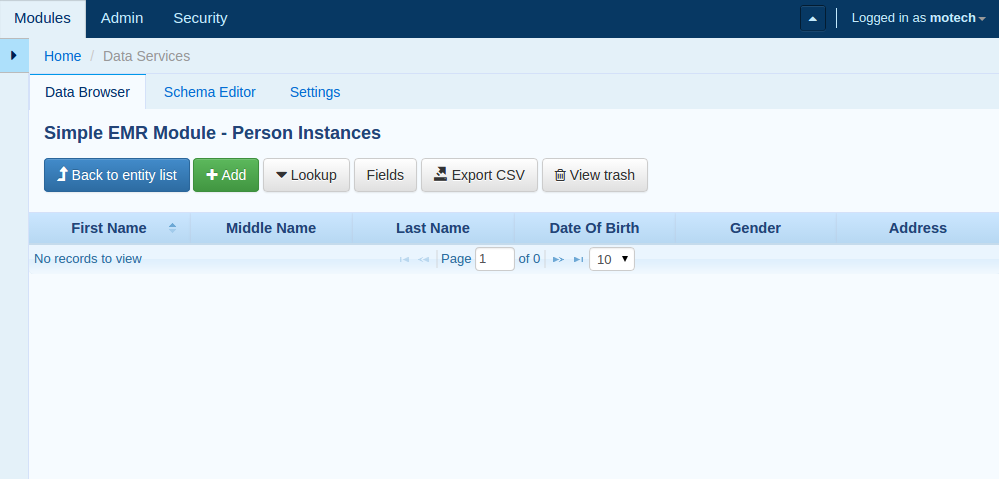 Modules Admin Security Logged in as motech
Home / Data Services
Data Browser Schema Editor Settings
Simple EMR Module - Person Instances
Back to entity list Add Lookup Fields Export CSV View trash
First Name Middle Name Last Name Date Of Birth Gender Address
No records to view Page 1 of 0 10